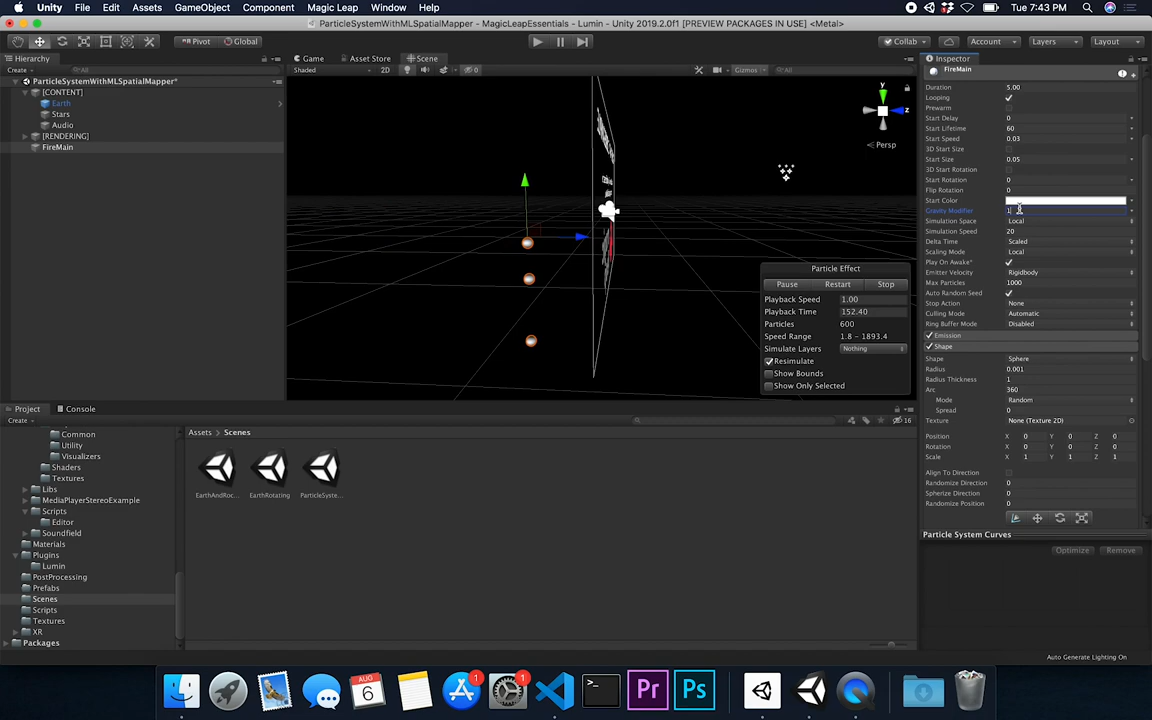 Unity File Edit Assets GameObject Component Magic Leap Window Help Tue 7:43 PM
ParticleSystemWithMLSpatialMapper - MagicLeapEssentials - Lumin - Unity 2019.2.0f1 [PREVIEW PACKAGES IN USE] <Metal>
Pivot Global Collab Account Layers Layout
Hierarchy Game Asset Store Scene Inspector
Create All Shaded 2D 0 Gizmos All
FireMain
ParticleSystemWithMLSpatialMapper*
[CONTENT]
Earth
Stars
Audio
[RENDERING]
FireMain
y
z
Persp
Particle Effect
Pause Restart Stop
Playback Speed 1.00
Playback Time 152.40
Particles 600
Speed Range 1.8 - 1893.4
Simulate Layers Nothing
Resimulate
Show Bounds
Show Only Selected
Duration 5.00
Looping
Prewarm
Start Delay 0
Start Lifetime 60
Start Speed 0.03
3D Start Size
Start Size 0.05
3D Start Rotation
Start Rotation 0
Flip Rotation 0
Start Color
Gravity Modifier 1
Simulation Space Local
Simulation Speed 20
Delta Time Scaled
Scaling Mode Local
Play On Awake*
Emitter Velocity Rigidbody
Max Particles 1000
Auto Random Seed
Stop Action None
Culling Mode Automatic
Ring Buffer Mode Disabled
Emission
Shape
Shape Sphere
Radius 0.001
Radius Thickness 1
Arc 360
Mode Random
Spread 0
Texture None (Texture 2D)
Position X 0 Y 0 Z 0
Rotation X 0 Y 0 Z 0
Scale X 1 Y 1 Z 1
Align To Direction
Randomize Direction 0
Spherize Direction 0
Randomize Position 0
Particle System Curves
Optimize Remove
Project Console
Create 16
Common
Utility
Visualizers
Shaders
Textures
Libs
MediaPlayerStereoExample
Scripts
Editor
Soundfield
Materials
Plugins
Lumin
PostProcessing
Prefabs
Scenes
Scripts
Textures
XR
Packages
Assets Scenes
EarthAndRoc... EarthRotating ParticleSyste...
Auto Generate Lighting On
AUG
6
1
1
>_
Pr
Ps